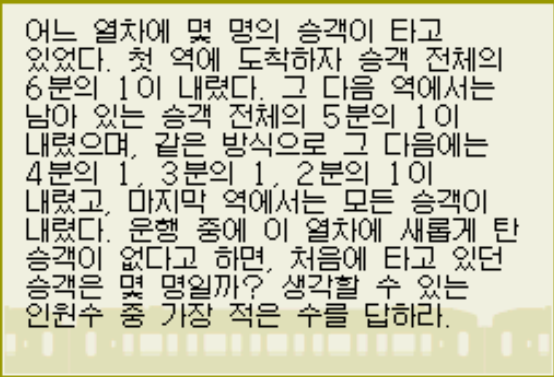 어느 열차에 몇 명의 승객이 타고
있었다. 첫 역에 도착하자 승객 전체의
6분의 1이 내렸다. 그 다음 역에서는
남아 있는 승객 전체의 5분의 1이
내렸으며, 같은 방식으로 그 다음에는
4분의 1, 3분의 1, 2분의 1이
내렸고, 마지막 역에서는 모든 승객이
내렸다. 운행 중에 이 열차에 새롭게 탄
승객이 없다고 하면, 처음에 타고 있던
승객은 몇 명일까? 생각할 수 있는
인원수 중 가장 적은 수를 답하라.